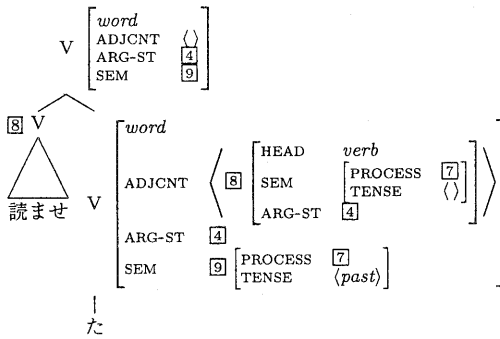 word
V ADJCNT ⟨⟩
ARG-ST 4
SEM 9
8 V
word
読ませ V ADJCNT ⟨ 8 HEAD verb
SEM PROCESS 7
TENSE ⟨ ⟩
ARG-ST 4 ⟩
ARG-ST 4
SEM 9 PROCESS 7
TENSE ⟨past⟩
た